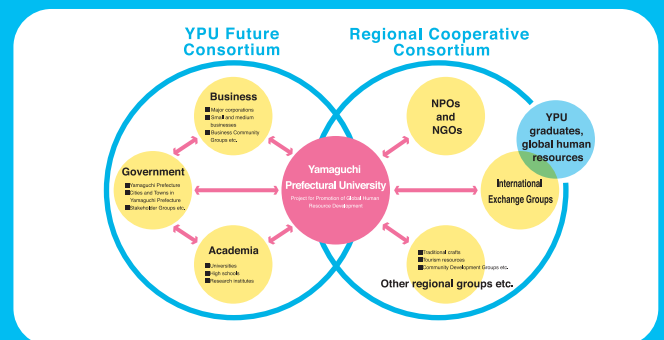 YPU Future
Consortium
Regional Cooperative
Consortium
Business
■Major corporations
■Small and medium
businesses
■Business Community
Groups etc.
Government
■Yamaguchi Prefecture
■Cities and Towns in
Yamaguchi Prefecture
■Stakeholder Groups etc.
Academia
■Universities
■High schools
■Research institutes
Yamaguchi
Prefectural University
Project for Promotion of Global Human
Resource Development
NPOs
and
NGOs
YPU
graduates,
global human
resources
International
Exchange Groups
■Traditional crafts
■Tourism resources
■Community Development Groups etc.
Other regional groups etc.